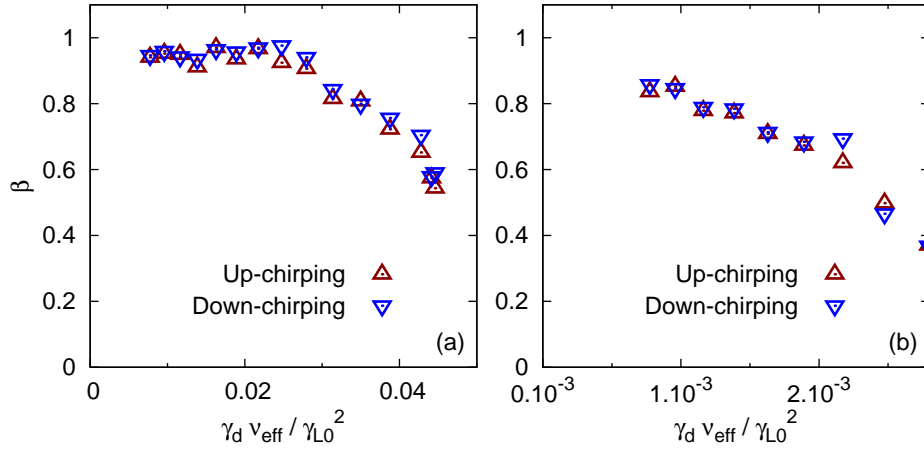 1
0.8
0.6
0.4
0.2
0
β
Up-chirping
Down-chirping
(a)
0
0.02
0.04
γd νeff / γL0²
1
0.8
0.6
0.4
0.2
0
Up-chirping
Down-chirping
(b)
0.10⁻³
1.10⁻³
2.10⁻³
γd νeff / γL0²